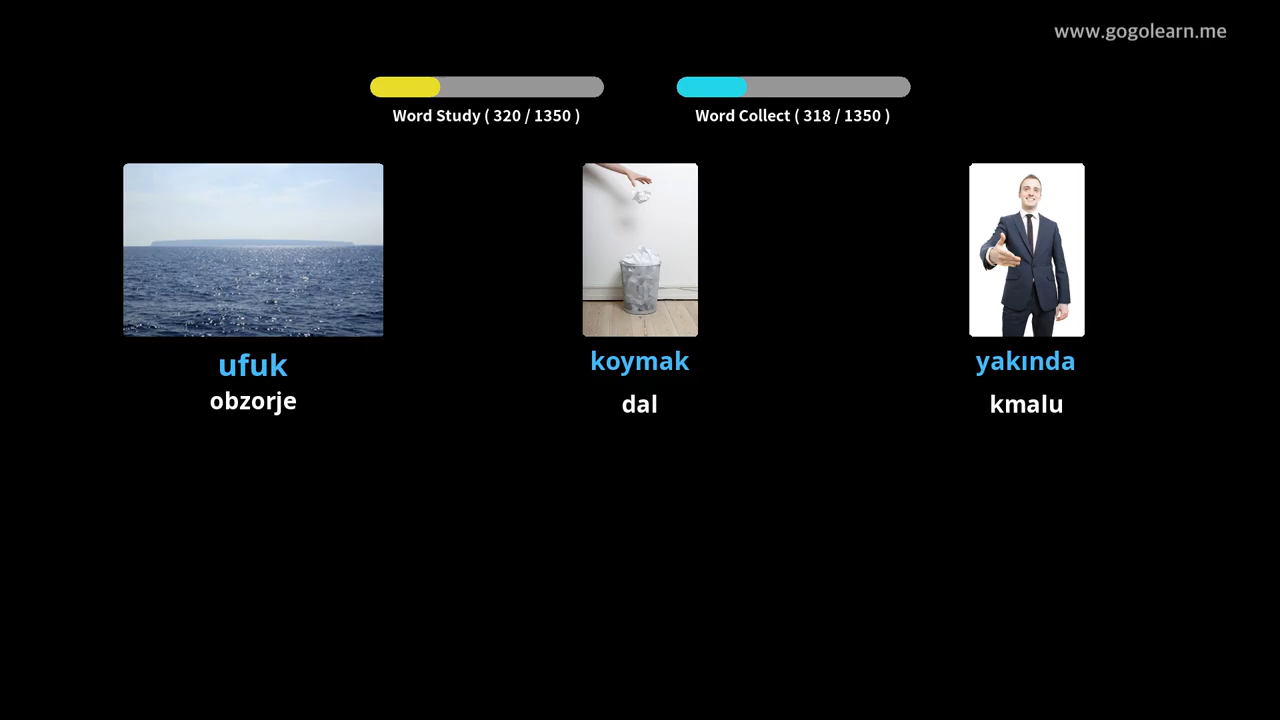 www.gogolearn.me
Word Study ( 320 / 1350 )
Word Collect ( 318 / 1350 )
ufuk
obzorje
koymak
dal
yakında
kmalu